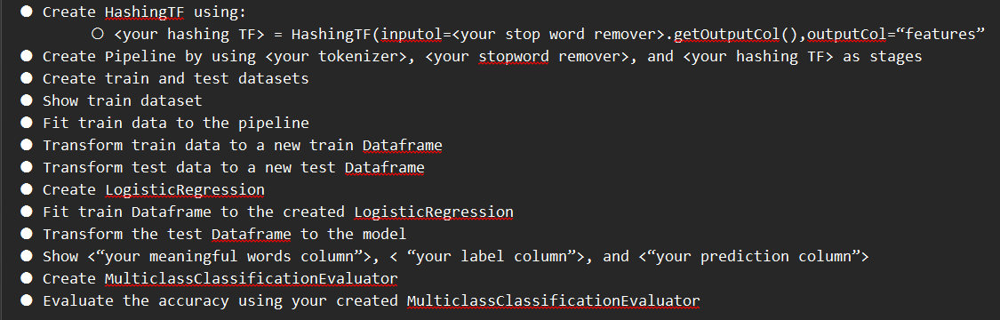 ● Create HashingTF using:
○ <your hashing TF> = HashingTF(inputol=<your stop word remover>.getOutputCol(),outputCol=“features”
● Create Pipeline by using <your tokenizer>, <your stopword remover>, and <your hashing TF> as stages
● Create train and test datasets
● Show train dataset
● Fit train data to the pipeline
● Transform train data to a new train Dataframe
● Transform test data to a new test Dataframe
● Create LogisticRegression
● Fit train Dataframe to the created LogisticRegression
● Transform the test Dataframe to the model
● Show <“your meaningful words column”>, < “your label column”>, and <“your prediction column”>
● Create MulticlassClassificationEvaluator
● Evaluate the accuracy using your created MulticlassClassificationEvaluator